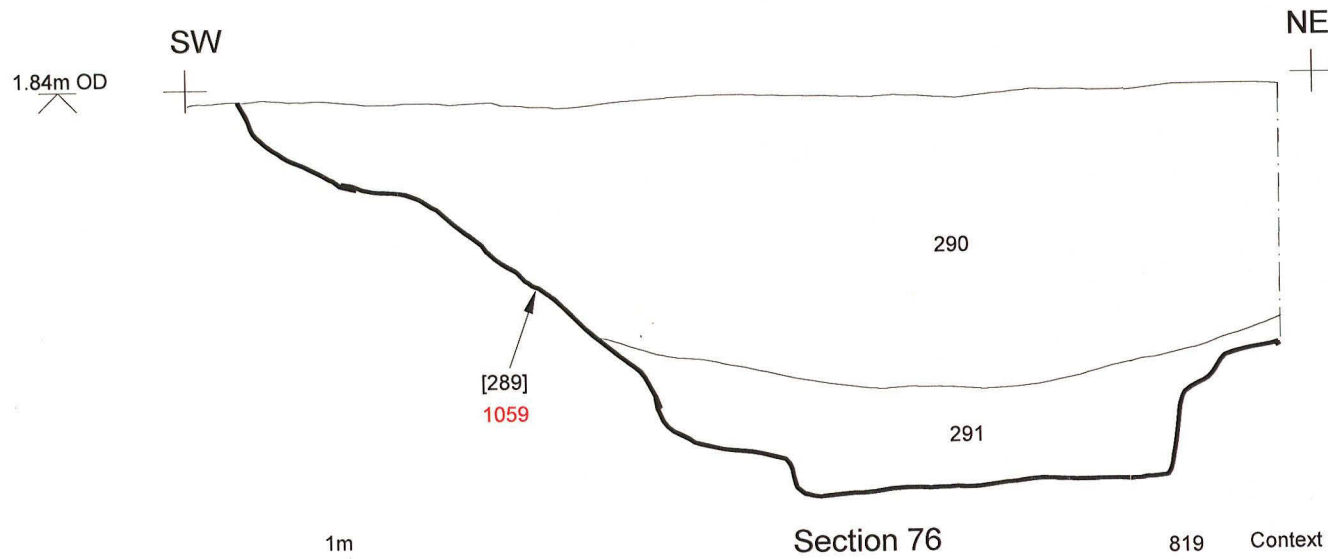 SW
NE
1.84m OD
290
[289]
1059
291
1m
Section 76
819
Context